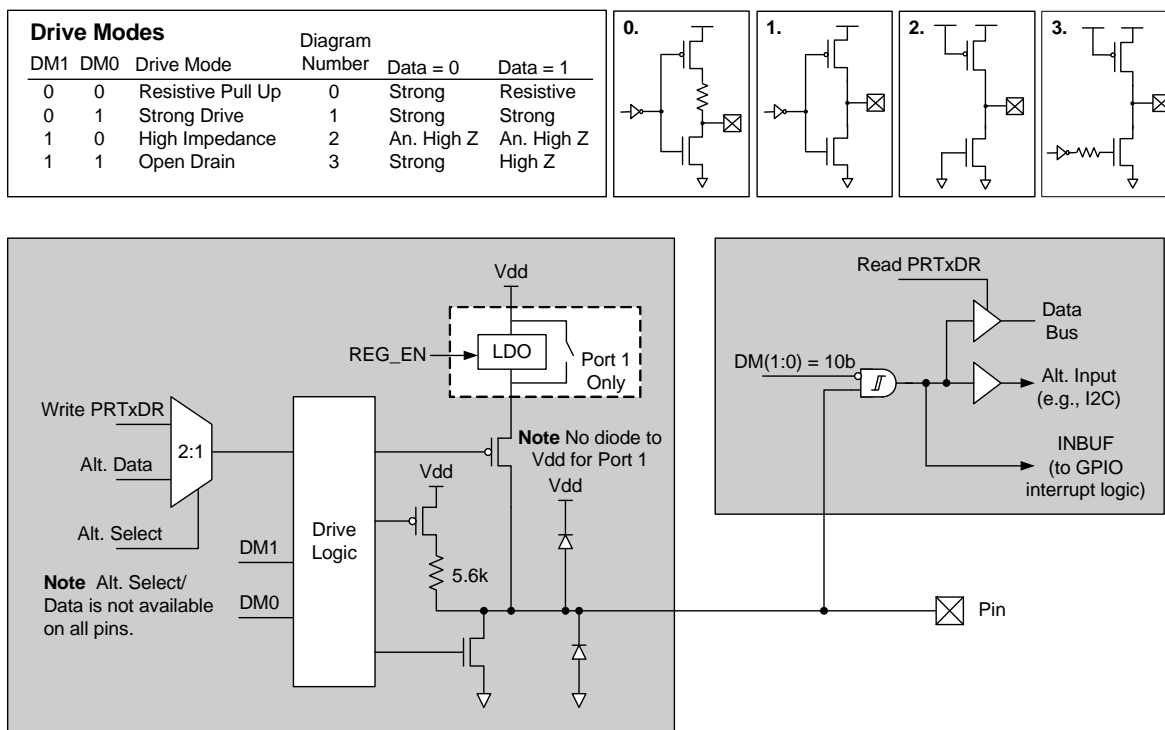 Drive Modes
DM1 DM0 Drive Mode Diagram Number Data = 0 Data = 1
0 0 Resistive Pull Up 0 Strong Resistive
0 1 Strong Drive 1 Strong Strong
1 0 High Impedance 2 An. High Z An. High Z
1 1 Open Drain 3 Strong High Z
0.
1.
2.
3.
Vdd
LDO
REG_EN
Port 1
Only
Write PRTxDR
2:1
Alt. Data
Alt. Select
Note Alt. Select/
Data is not available
on all pins.
DM1
DM0
Drive
Logic
Note No diode to
Vdd for Port 1
Vdd
Vdd
5.6k
Read PRTxDR
Data
Bus
DM(1:0) = 10b
Alt. Input
(e.g., I2C)
INBUF
(to GPIO
interrupt logic)
Pin